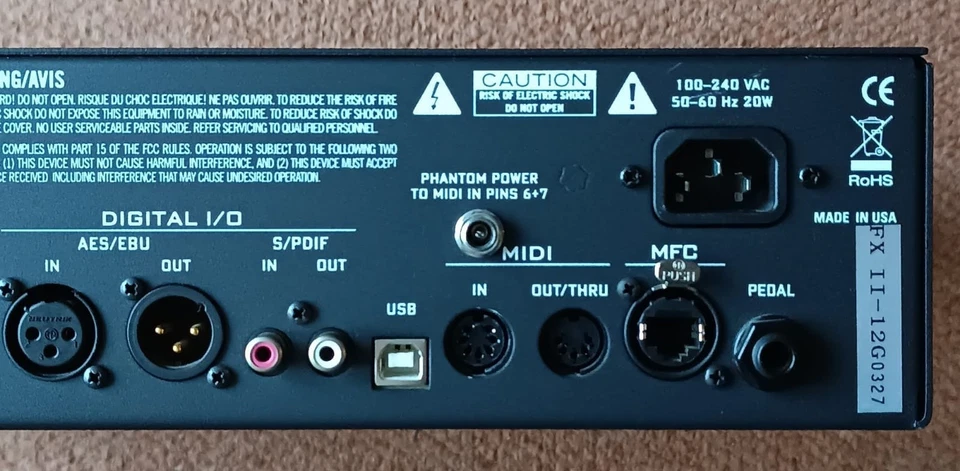 NG/AVIS
RD! DO NOT OPEN. RISQUE DU CHOC ELECTRIQUE! NE PAS OUVRIR. TO REDUCE THE RISK OF FIRE
SHOCK DO NOT EXPOSE THIS EQUIPMENT TO RAIN OR MOISTURE. TO REDUCE RISK OF SHOCK DO
COVER. NO USER SERVICEABLE PARTS INSIDE. REFER SERVICING TO QUALIFIED PERSONNEL.
COMPLIES WITH PART 15 OF THE FCC RULES. OPERATION IS SUBJECT TO THE FOLLOWING TWO
(1) THIS DEVICE MUST NOT CAUSE HARMFUL INTERFERENCE, AND (2) THIS DEVICE MUST ACCEPT
CE RECEIVED INCLUDING INTERFERENCE THAT MAY CAUSE UNDESIRED OPERATION.
CAUTION
RISK OF ELECTRIC SHOCK
DO NOT OPEN
100-240 VAC
50-60 Hz 20W
CE
RoHS
MADE IN USA
PHANTOM POWER
TO MIDI IN PINS 6+7
DIGITAL I/O
AES/EBU
S/PDIF
IN
OUT
IN
OUT
USB
MIDI
IN
OUT/THRU
MFC
PUSH
PEDAL
FX II-12G0327